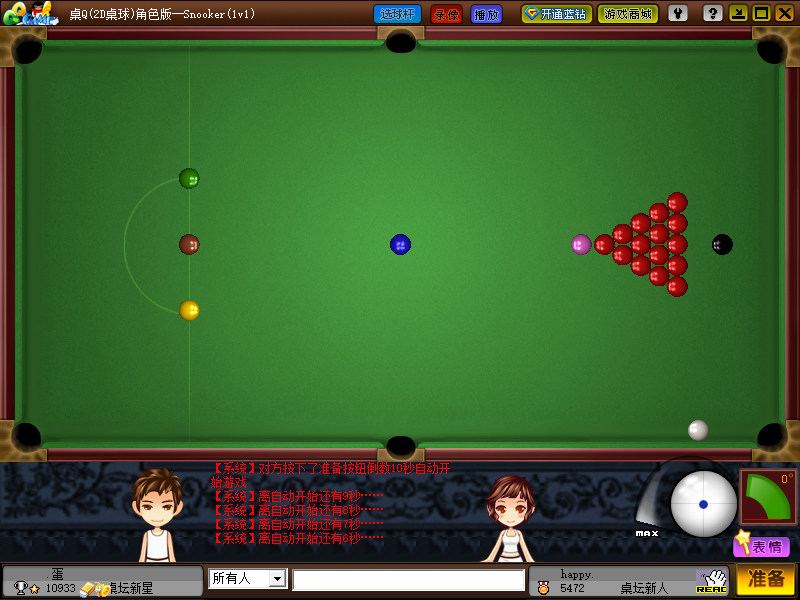 桌Q(2D桌球)角色版—Snooker(1v1)
选球杆
录像
播放
开通蓝钻
游戏商城
?
【系统】对方按下了准备按钮倒数10秒自动开
始游戏
【系统】离自动开始还有9秒……
【系统】离自动开始还有8秒……
【系统】离自动开始还有7秒……
【系统】离自动开始还有6秒……
MAX
0°
表情
.蛋
10933
桌坛新星
所有人
happy.
5472
桌坛新人
READ
准备